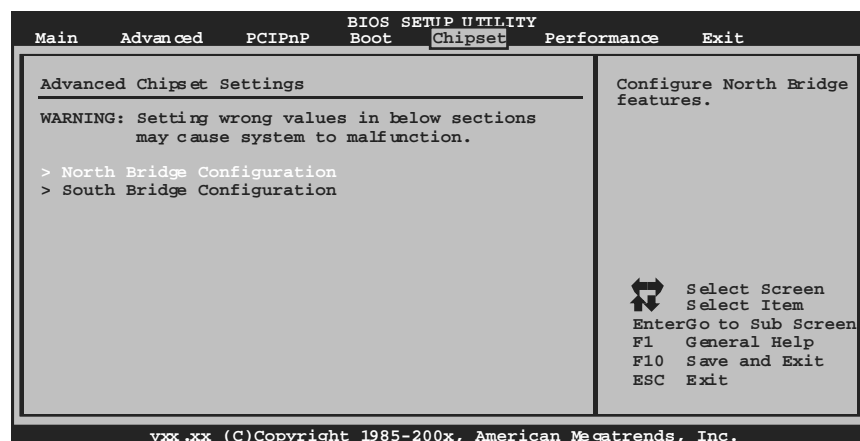 BIOS SETUP UTILITY
Main Advanced PCIPnP Boot Chipset Performance Exit
Advanced Chipset Settings
WARNING: Setting wrong values in below sections
may cause system to malfunction.
> North Bridge Configuration
> South Bridge Configuration
Configure North Bridge
features.
Select Screen
Select Item
EnterGo to Sub Screen
F1 General Help
F10 Save and Exit
ESC Exit
vxx.xx (C)Copyright 1985-200x, American Megatrends, Inc.